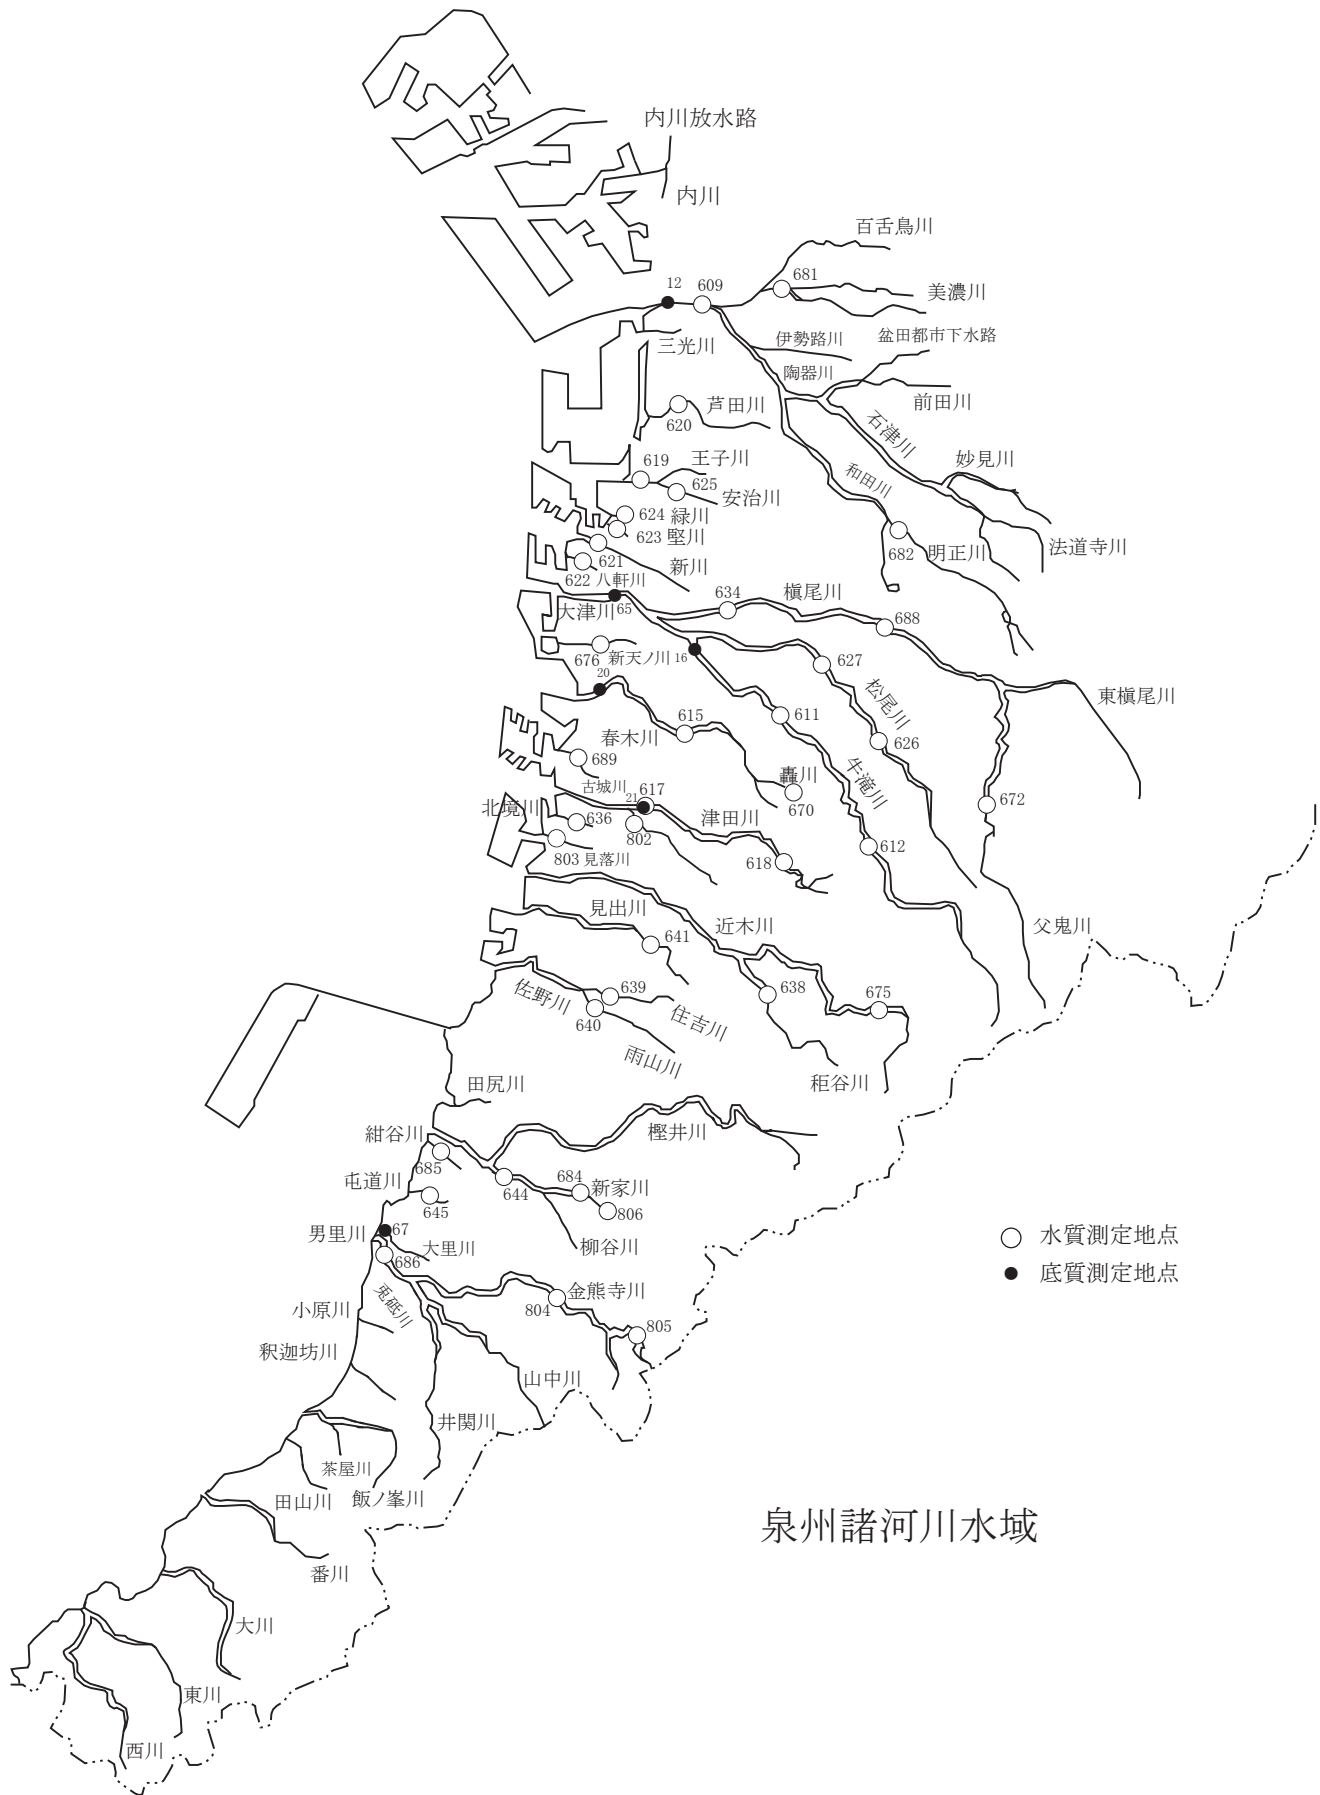 内川放水路
内川
百舌鳥川
12
609
681
美濃川
三光川
伊勢路川
盆田都市下水路
陶器川
前田川
芦田川
620
石津川
妙見川
619
王子川
625
安治川
和田川
624 緑川
623 堅川
682
明正川
法道寺川
621
新川
622 八軒川
大津川
65
634
槇尾川
688
676
新天ノ川
16
627
20
松尾川
東槇尾川
春木川
615
611
626
689
轟川
670
牛滝川
672
古城川
21
617
北境川
636
802
津田川
618
612
803 見落川
見出川
近木川
父鬼川
641
佐野川
639
640
住吉川
638
675
雨山川
田尻川
秬谷川
紺谷川
685
樫井川
屯道川
645
644
684
新家川
806
男里川
67
大里川
柳谷川
水質測定地点
686
底質測定地点
小原川
兎砥川
金熊寺川
804
805
釈迦坊川
山中川
井関川
茶屋川
田山川
飯ノ峯川
泉州諸河川水域
番川
大川
東川
西川